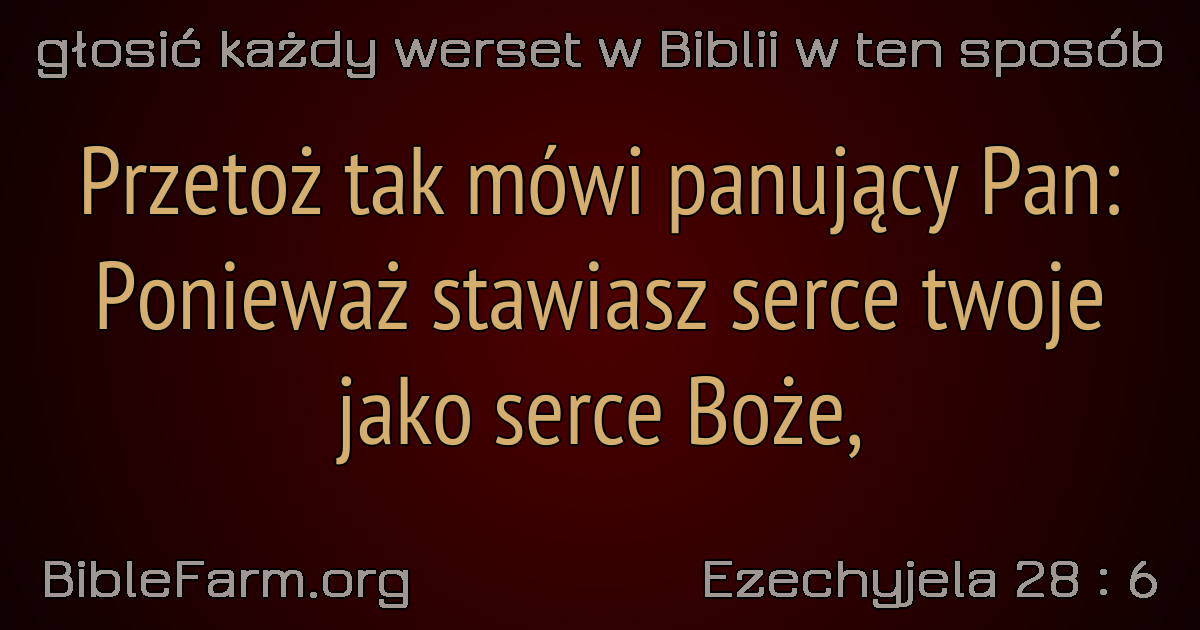 głosić każdy werset w Biblii w ten sposób
Przetoż tak mówi panujący Pan:
Ponieważ stawiasz serce twoje
jako serce Boże,
BibleFarm.org
Ezechyjela 28 : 6